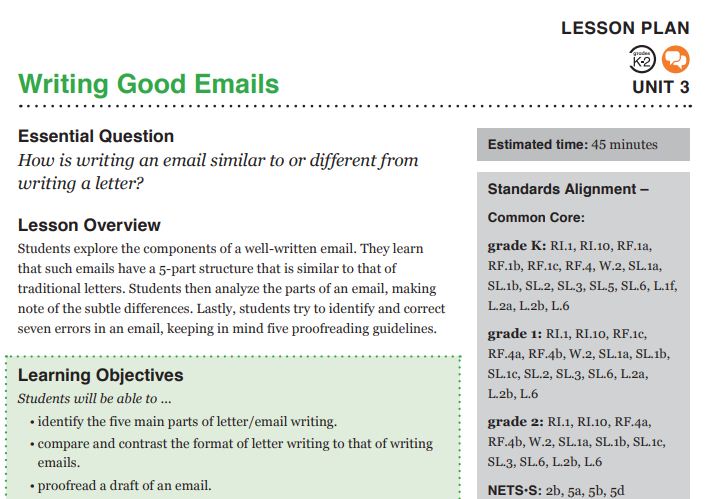 LESSON PLAN
grades
K-2
UNIT 3
Writing Good Emails
Essential Question
How is writing an email similar to or different from
writing a letter?
Lesson Overview
Students explore the components of a well-written email. They learn
that such emails have a 5-part structure that is similar to that of
traditional letters. Students then analyze the parts of an email, making
note of the subtle differences. Lastly, students try to identify and correct
seven errors in an email, keeping in mind five proofreading guidelines.
Learning Objectives
Students will be able to ...
• identify the five main parts of letter/email writing.
• compare and contrast the format of letter writing to that of writing
emails.
• proofread a draft of an email.
Estimated time: 45 minutes
Standards Alignment –
Common Core:
grade K: RI.1, RI.10, RF.1a,
RF.1b, RF.1c, RF.4, W.2, SL.1a,
SL.1b, SL.2, SL.3, SL.5, SL.6, L.1f,
L.2a, L.2b, L.6
grade 1: RI.1, RI.10, RF.1c,
RF.4a, RF.4b, W.2, SL.1a, SL.1b,
SL.1c, SL.2, SL.3, SL.6, L.2a,
L.2b, L.6
grade 2: RI.1, RI.10, RF.4a,
RF.4b, W.2, SL.1a, SL.1b, SL.1c,
SL.3, SL.6, L.2b, L.6
NETS•S: 2b, 5a, 5b, 5d